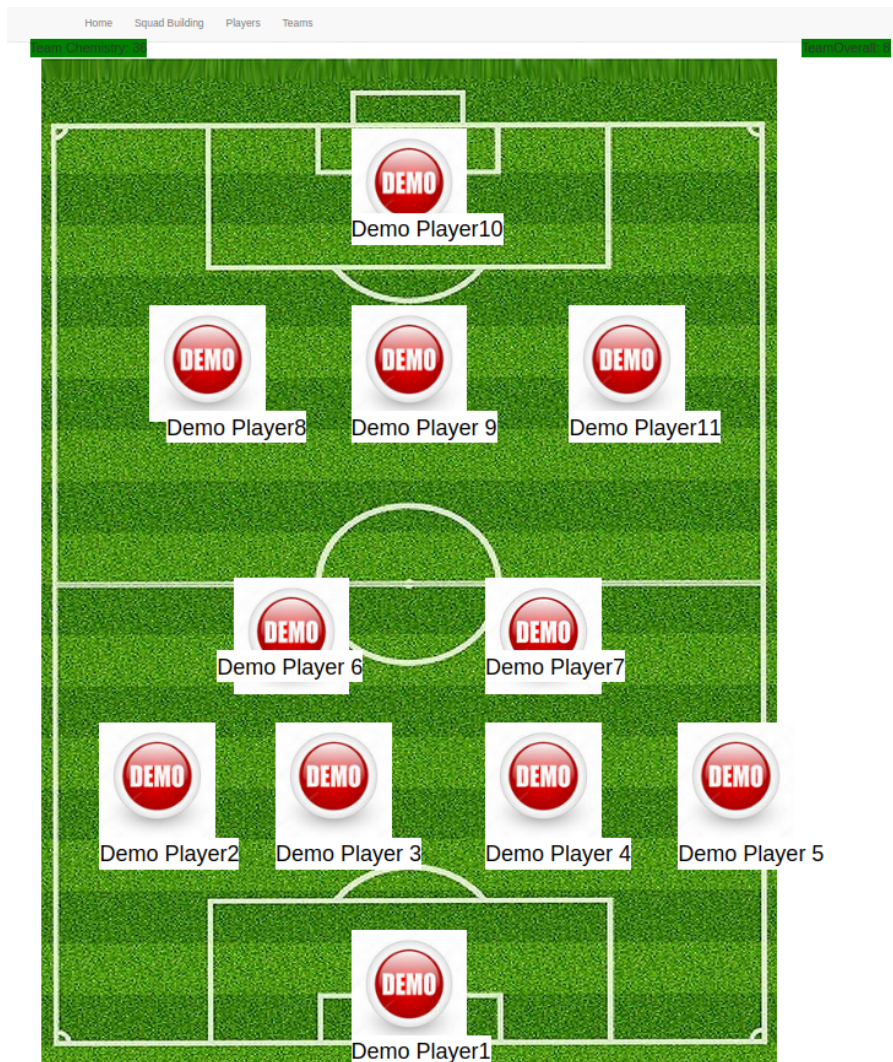 Home Squad Building Players Teams
Team Chemistry: 36
TeamOverall: 8
DEMO
Demo Player10
DEMO DEMO DEMO
Demo Player8 Demo Player 9 Demo Player11
DEMO DEMO
Demo Player 6 Demo Player7
DEMO DEMO DEMO DEMO
Demo Player2 Demo Player 3 Demo Player 4 Demo Player 5
DEMO
Demo Player1